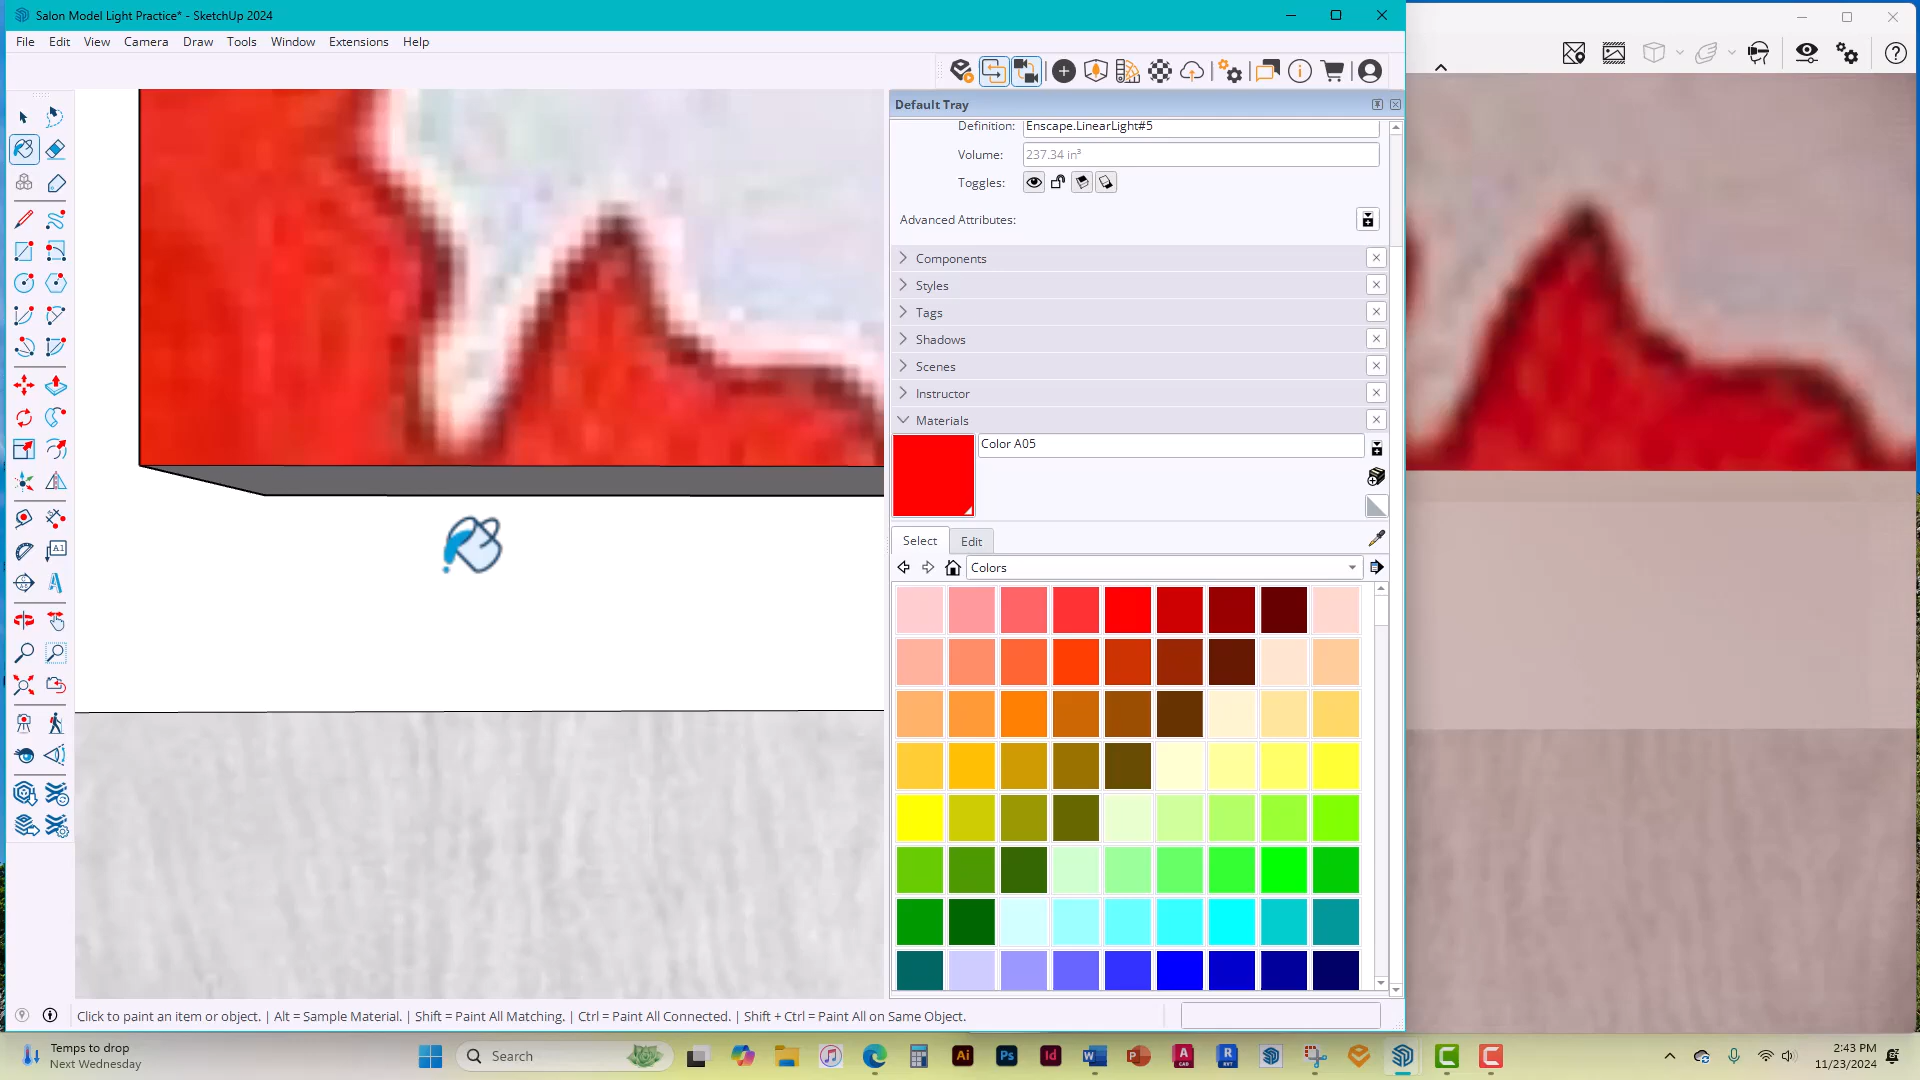 Salon Model Light Practice* - SketchUp 2024
File Edit View Camera Draw Tools Window Extensions Help
Default Tray
Definition: Enscape.LinearLight#5
Volume: 237.34 in³
Toggles:
Advanced Attributes:
Components
Styles
Tags
Shadows
Scenes
Instructor
Materials
Color A05
Select Edit
Colors
Click to paint an item or object. | Alt = Sample Material. | Shift = Paint All Matching. | Ctrl = Paint All Connected. | Shift + Ctrl = Paint All on Same Object.
Temps to drop
Next Wednesday
Search
2:43 PM
11/23/2024